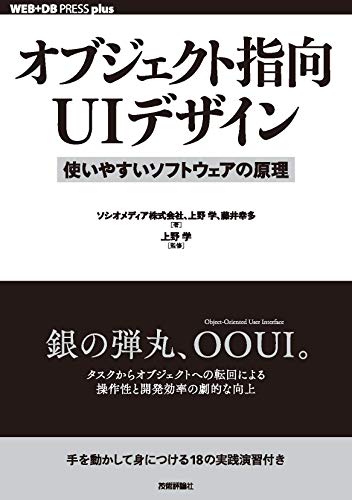 WEB+DB PRESS plus
オブジェクト指向
UIデザイン
使いやすいソフトウェアの原理
ソシオメディア株式会社、上野 学、藤井幸多
[著]
上野 学
[監修]
Object-Oriented User Interface
銀の弾丸、OOUI。
タスクからオブジェクトへの転回による
操作性と開発効率の劇的な向上
手を動かして身につける18の実践演習付き
技術評論社